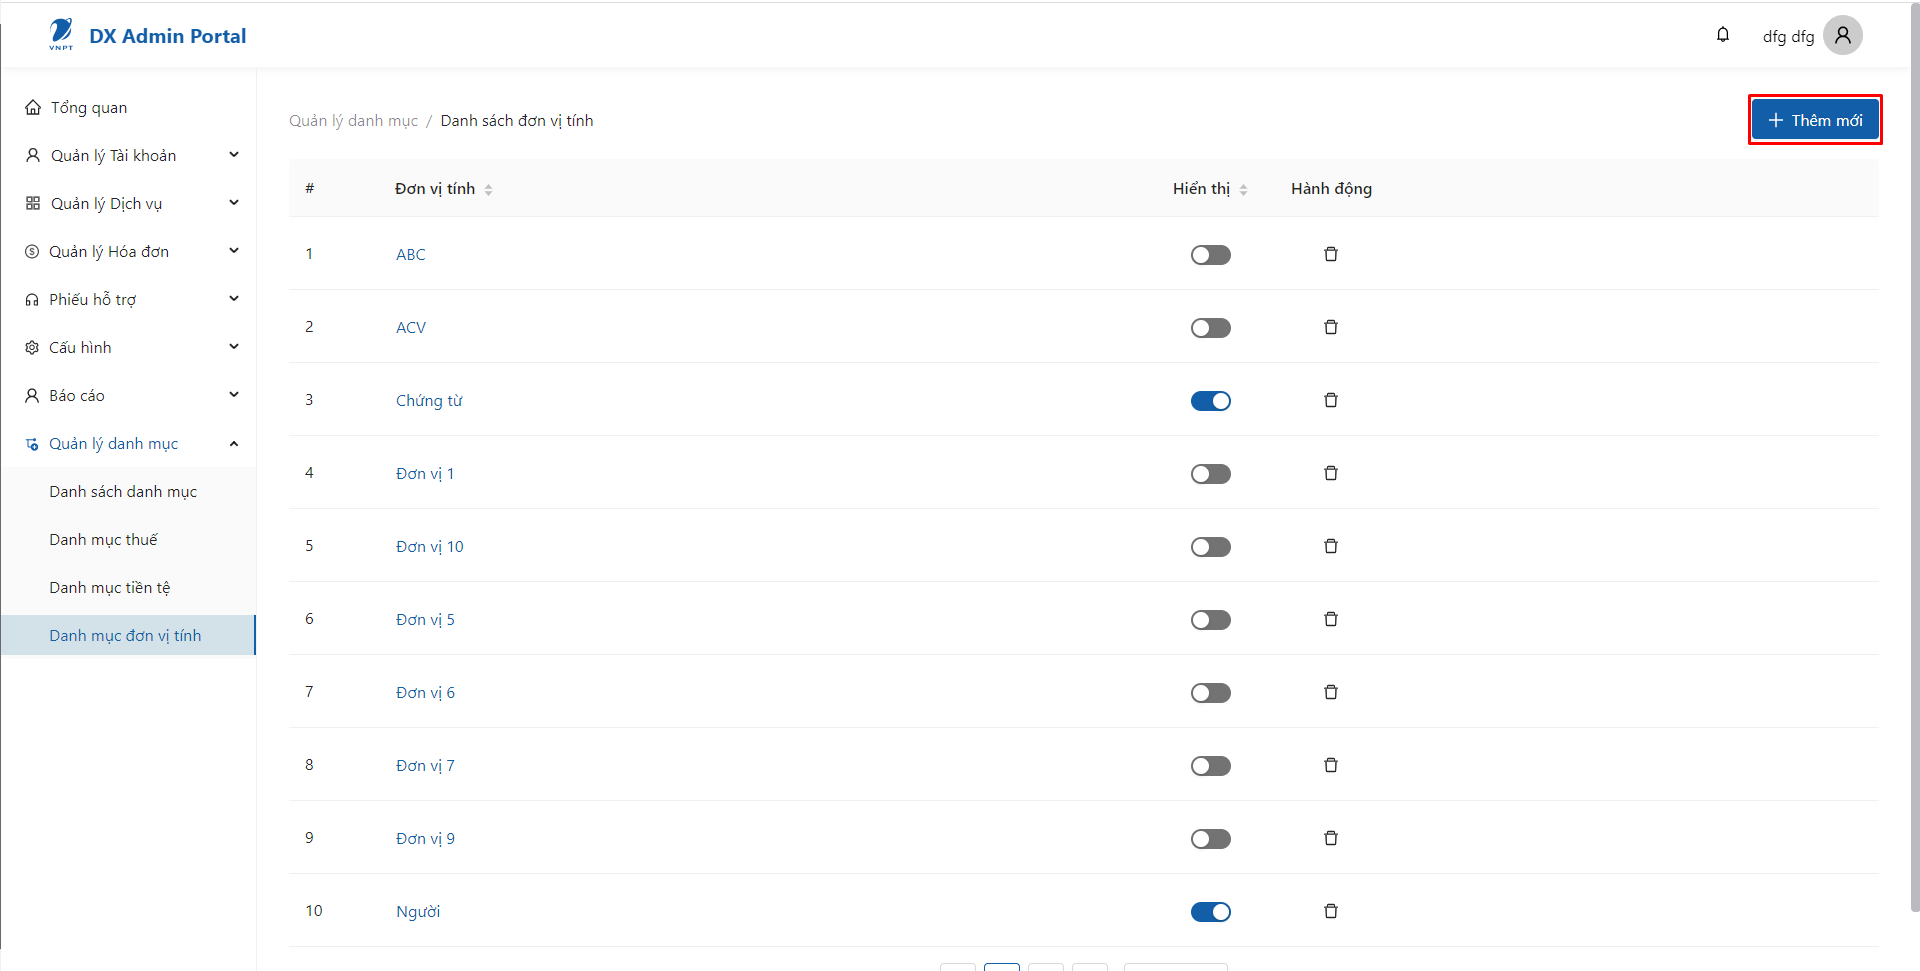 VNPT
DX Admin Portal
dfg dfg
Tổng quan
Quản lý Tài khoản
Quản lý Dịch vụ
Quản lý Hóa đơn
Phiếu hỗ trợ
Cấu hình
Báo cáo
Quản lý danh mục
Danh sách danh mục
Danh mục thuế
Danh mục tiền tệ
Danh mục đơn vị tính
Quản lý danh mục / Danh sách đơn vị tính
Thêm mới
# Đơn vị tính Hiển thị Hành động
1 ABC
2 ACV
3 Chứng từ
4 Đơn vị 1
5 Đơn vị 10
6 Đơn vị 5
7 Đơn vị 6
8 Đơn vị 7
9 Đơn vị 9
10 Người